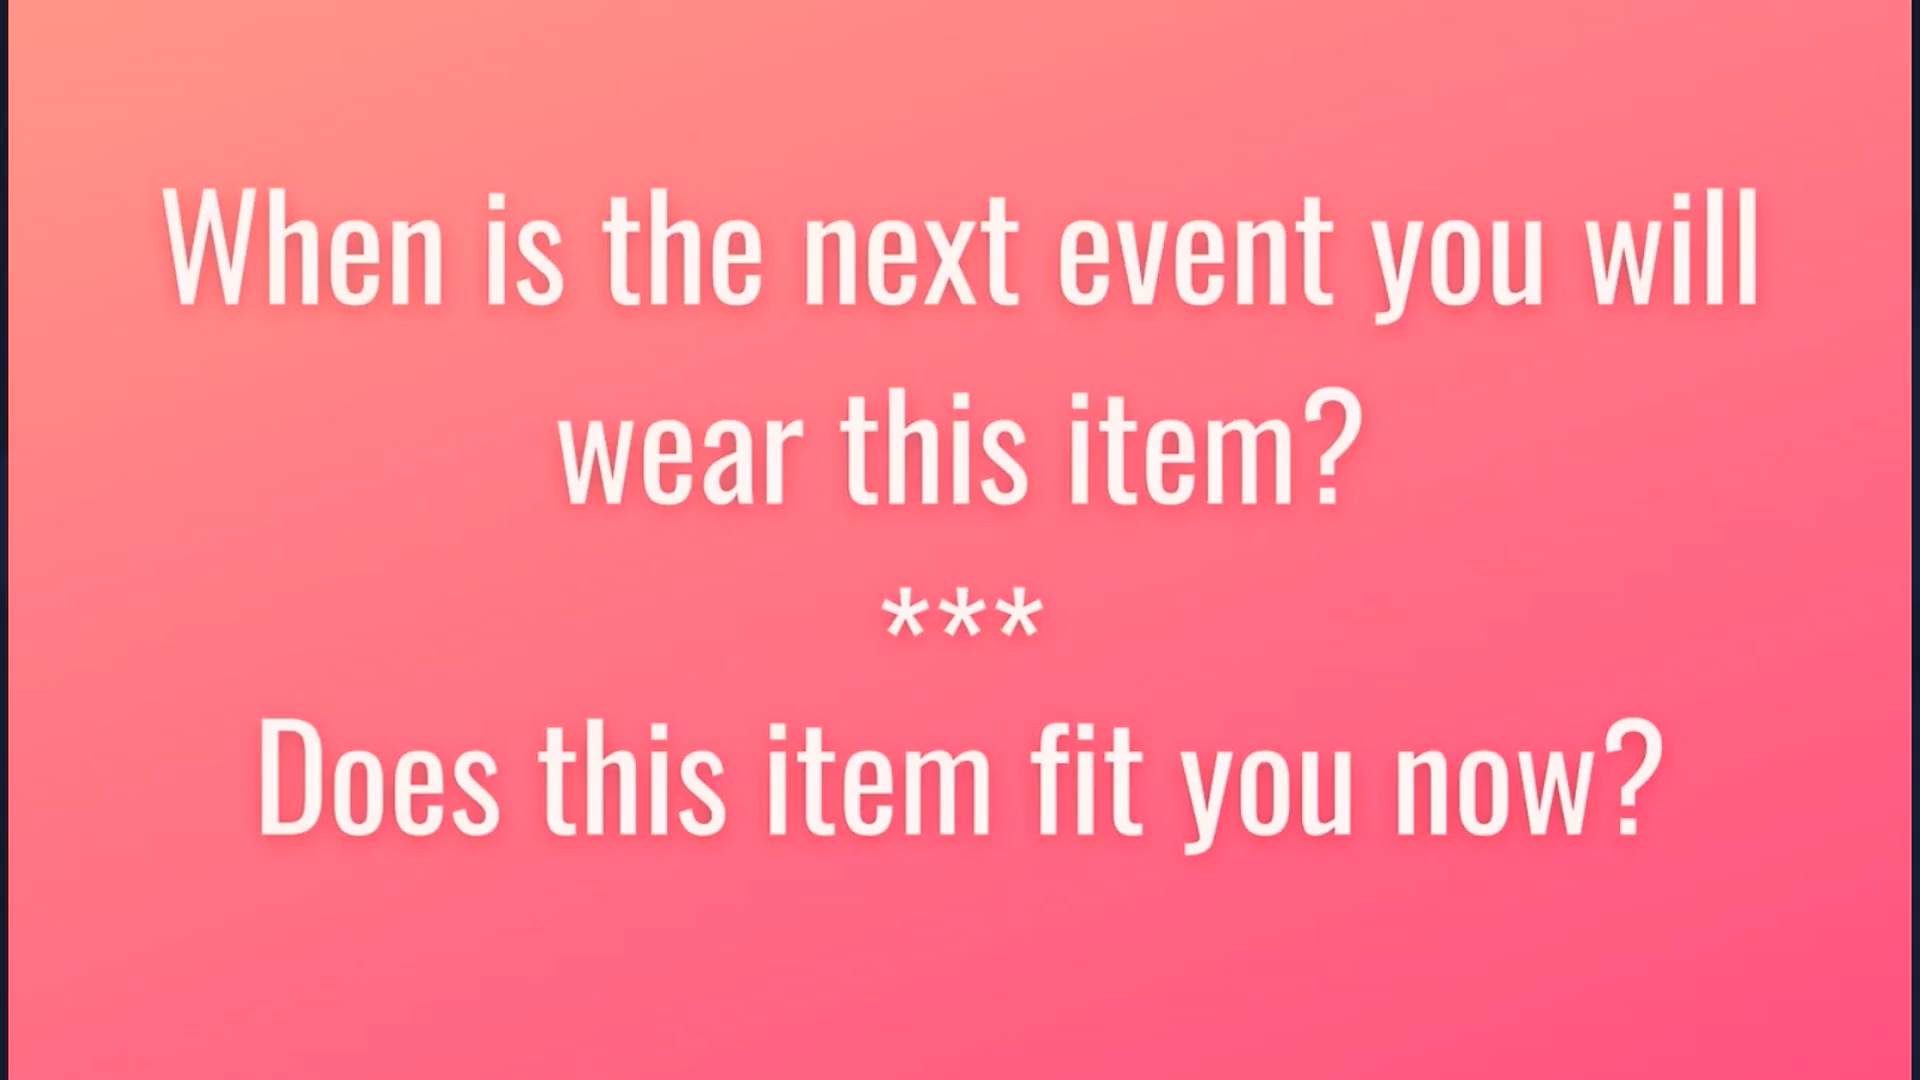 When is the next event you will
wear this item?
***
Does this item fit you now?